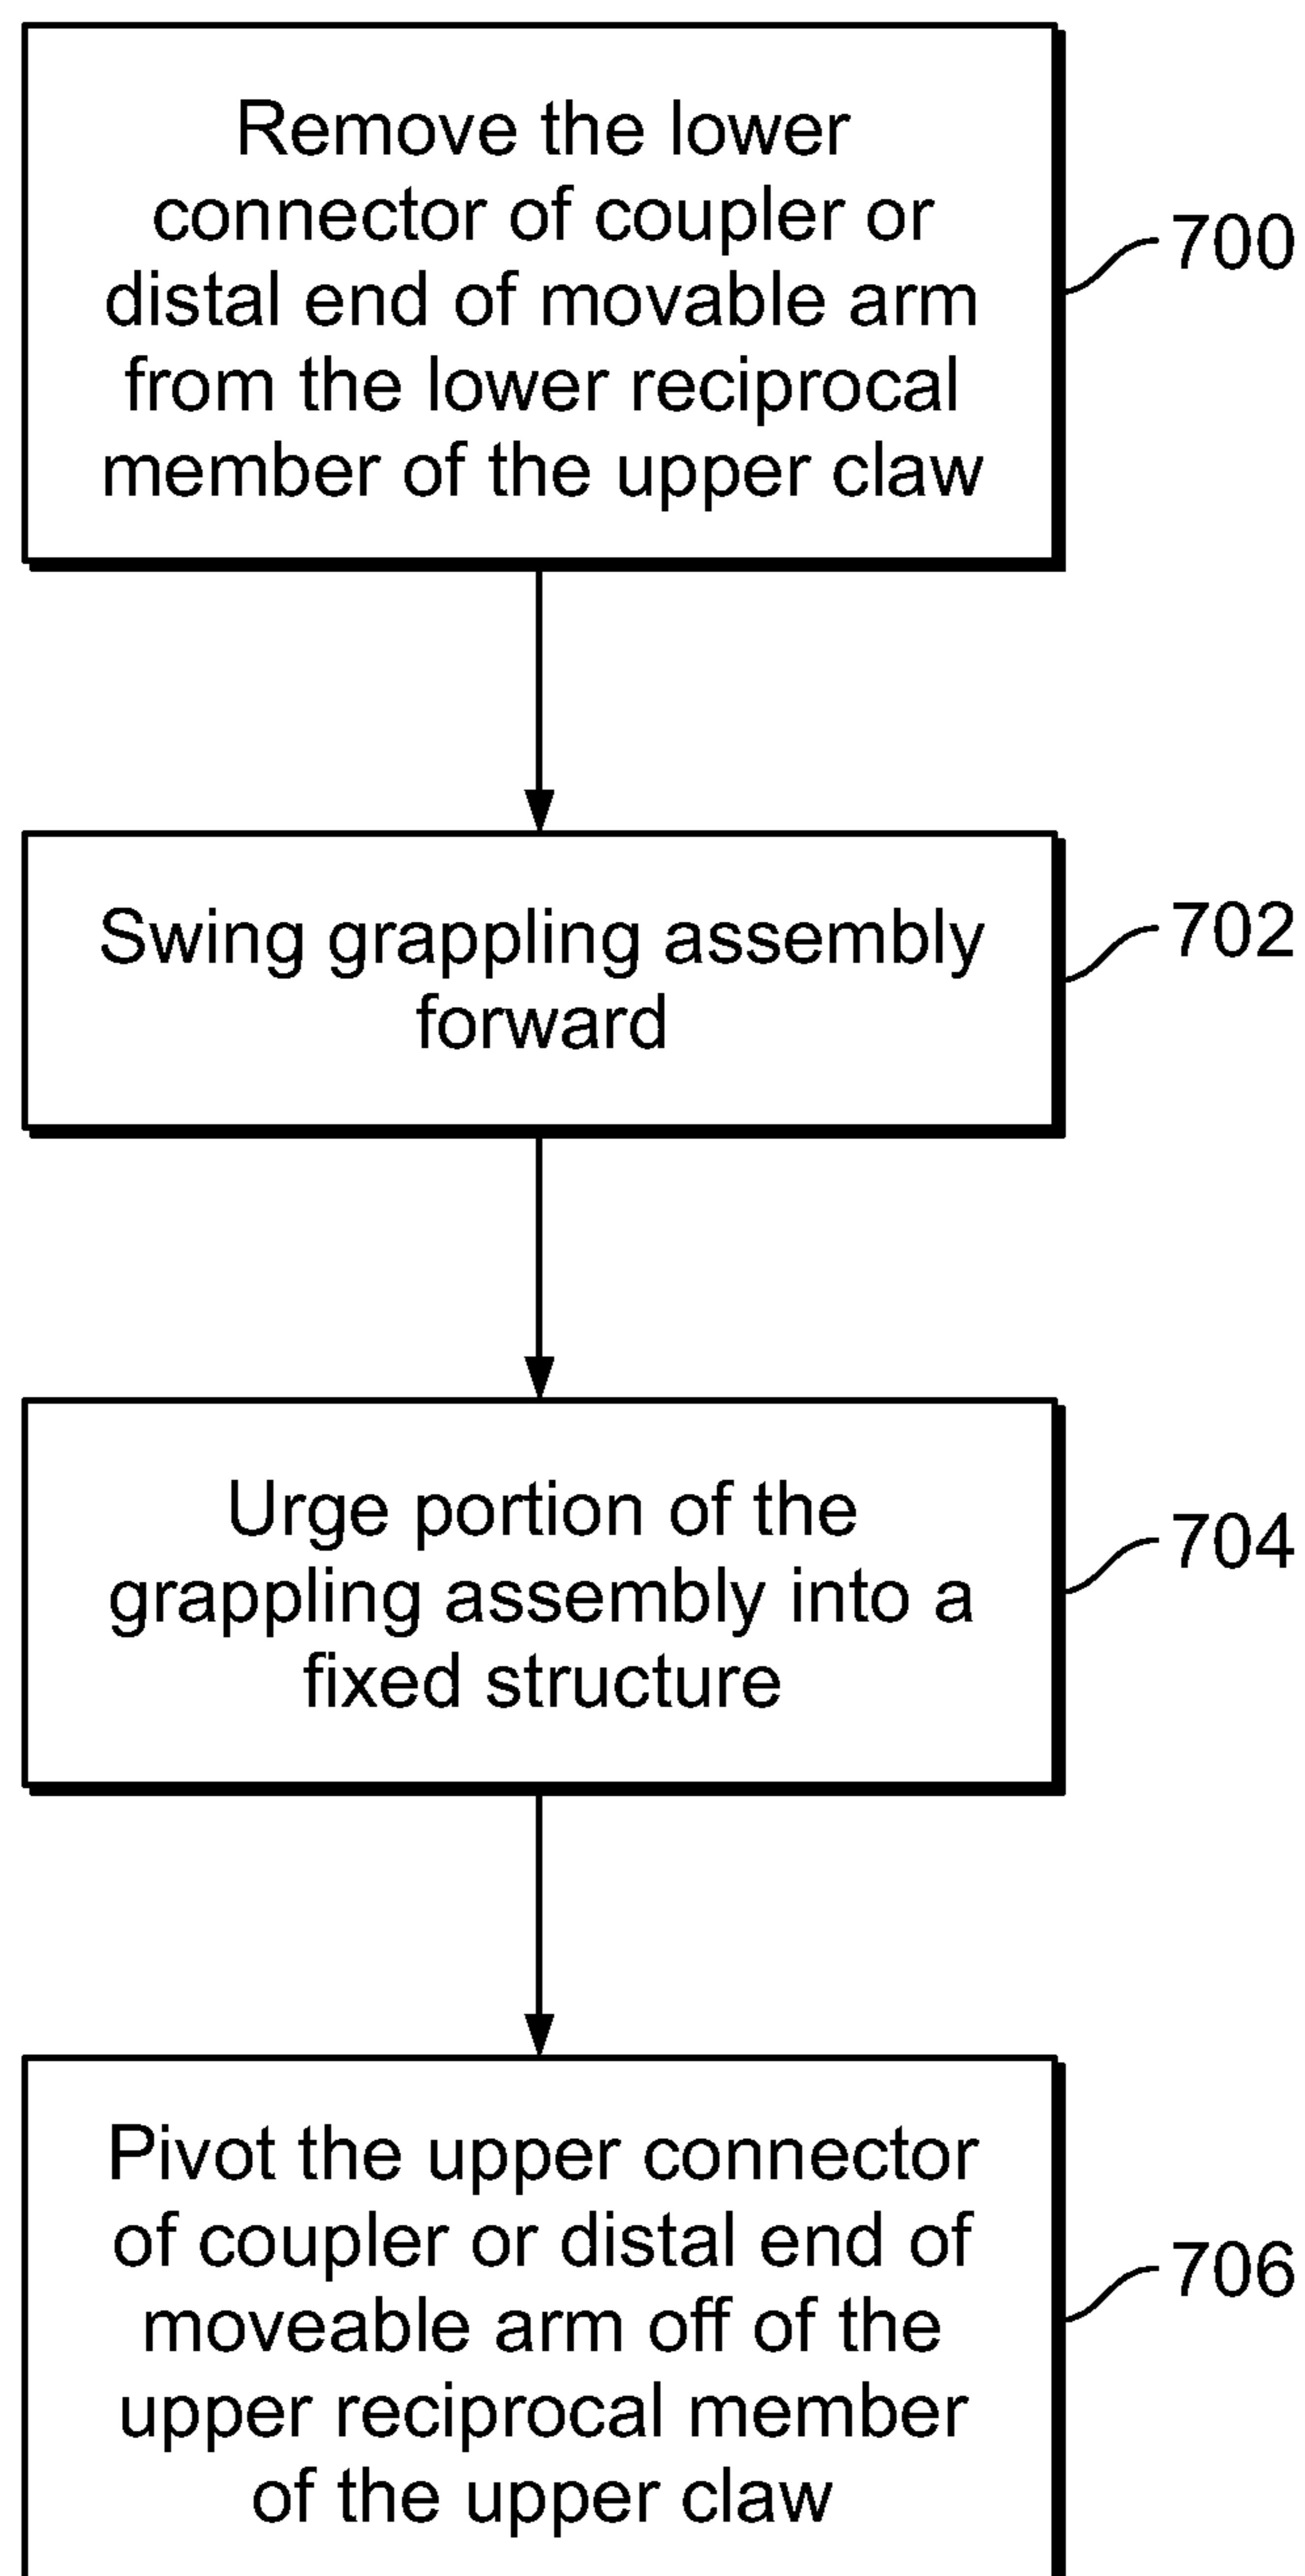 Remove the lower
connector of coupler or
distal end of movable arm
from the lower reciprocal
member of the upper claw
700
Swing grappling assembly
forward
702
Urge portion of the
grappling assembly into a
fixed structure
704
Pivot the upper connector
of coupler or distal end of
moveable arm off of the
upper reciprocal member
of the upper claw
706